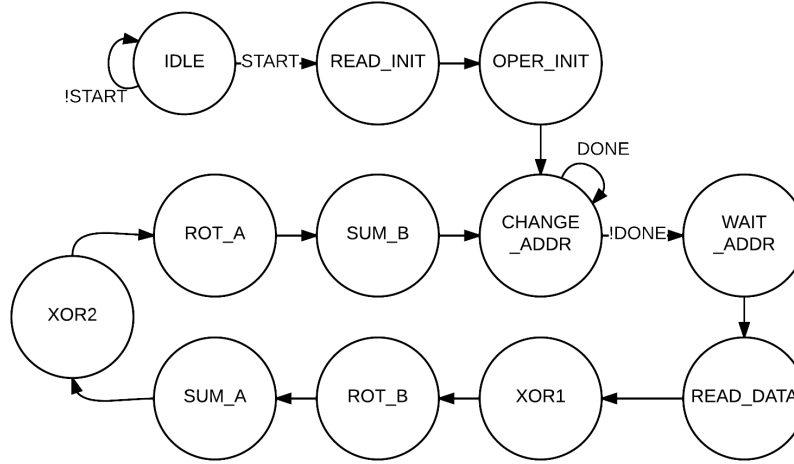 IDLE
START
READ_INIT
OPER_INIT
!START
DONE
ROT_A
SUM_B
CHANGE
_ADDR
!DONE
WAIT
_ADDR
XOR2
SUM_A
ROT_B
XOR1
READ_DATA